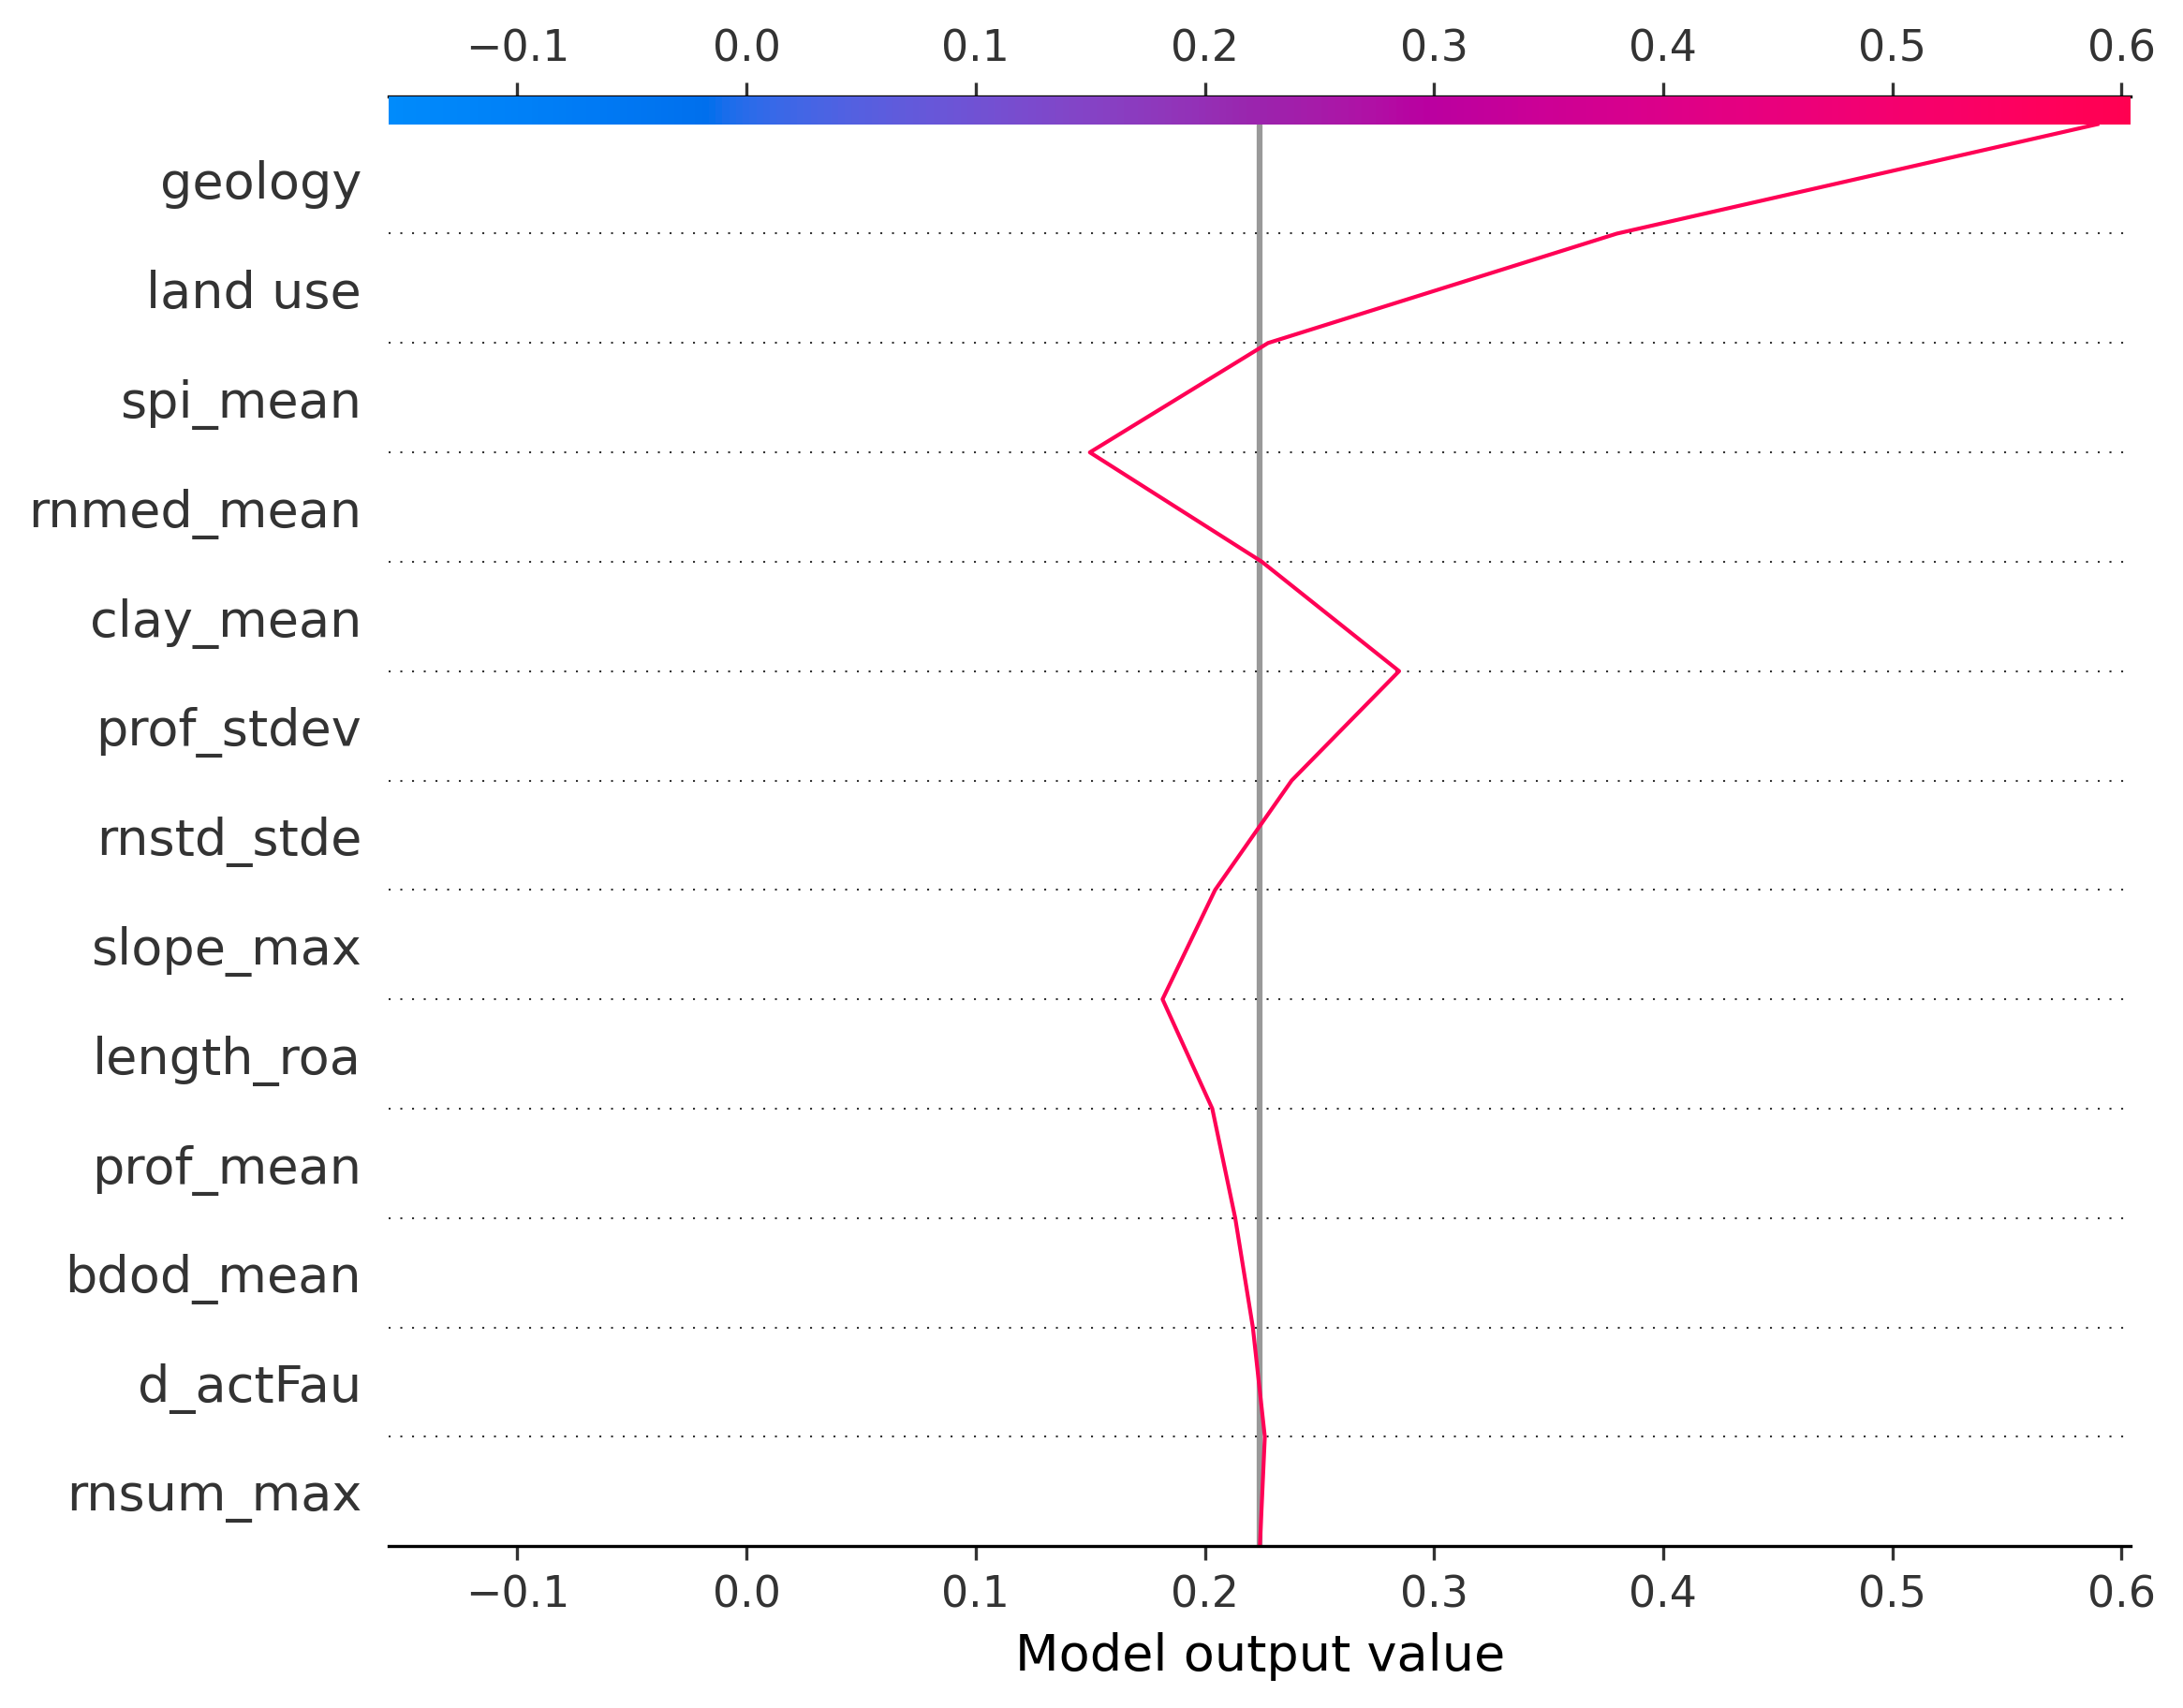 −0.1 0.0 0.1 0.2 0.3 0.4 0.5 0.6
geology
land use
spi_mean
rnmed_mean
clay_mean
prof_stdev
rnstd_stde
slope_max
length_roa
prof_mean
bdod_mean
d_actFau
rnsum_max
−0.1 0.0 0.1 0.2 0.3 0.4 0.5 0.6
Model output value